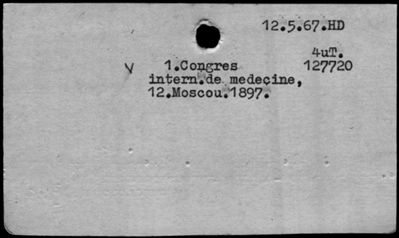 12.5.67.HD
4uT.
V 1.Congres 127720
intern.de medecine,
12.Moscou.1897.